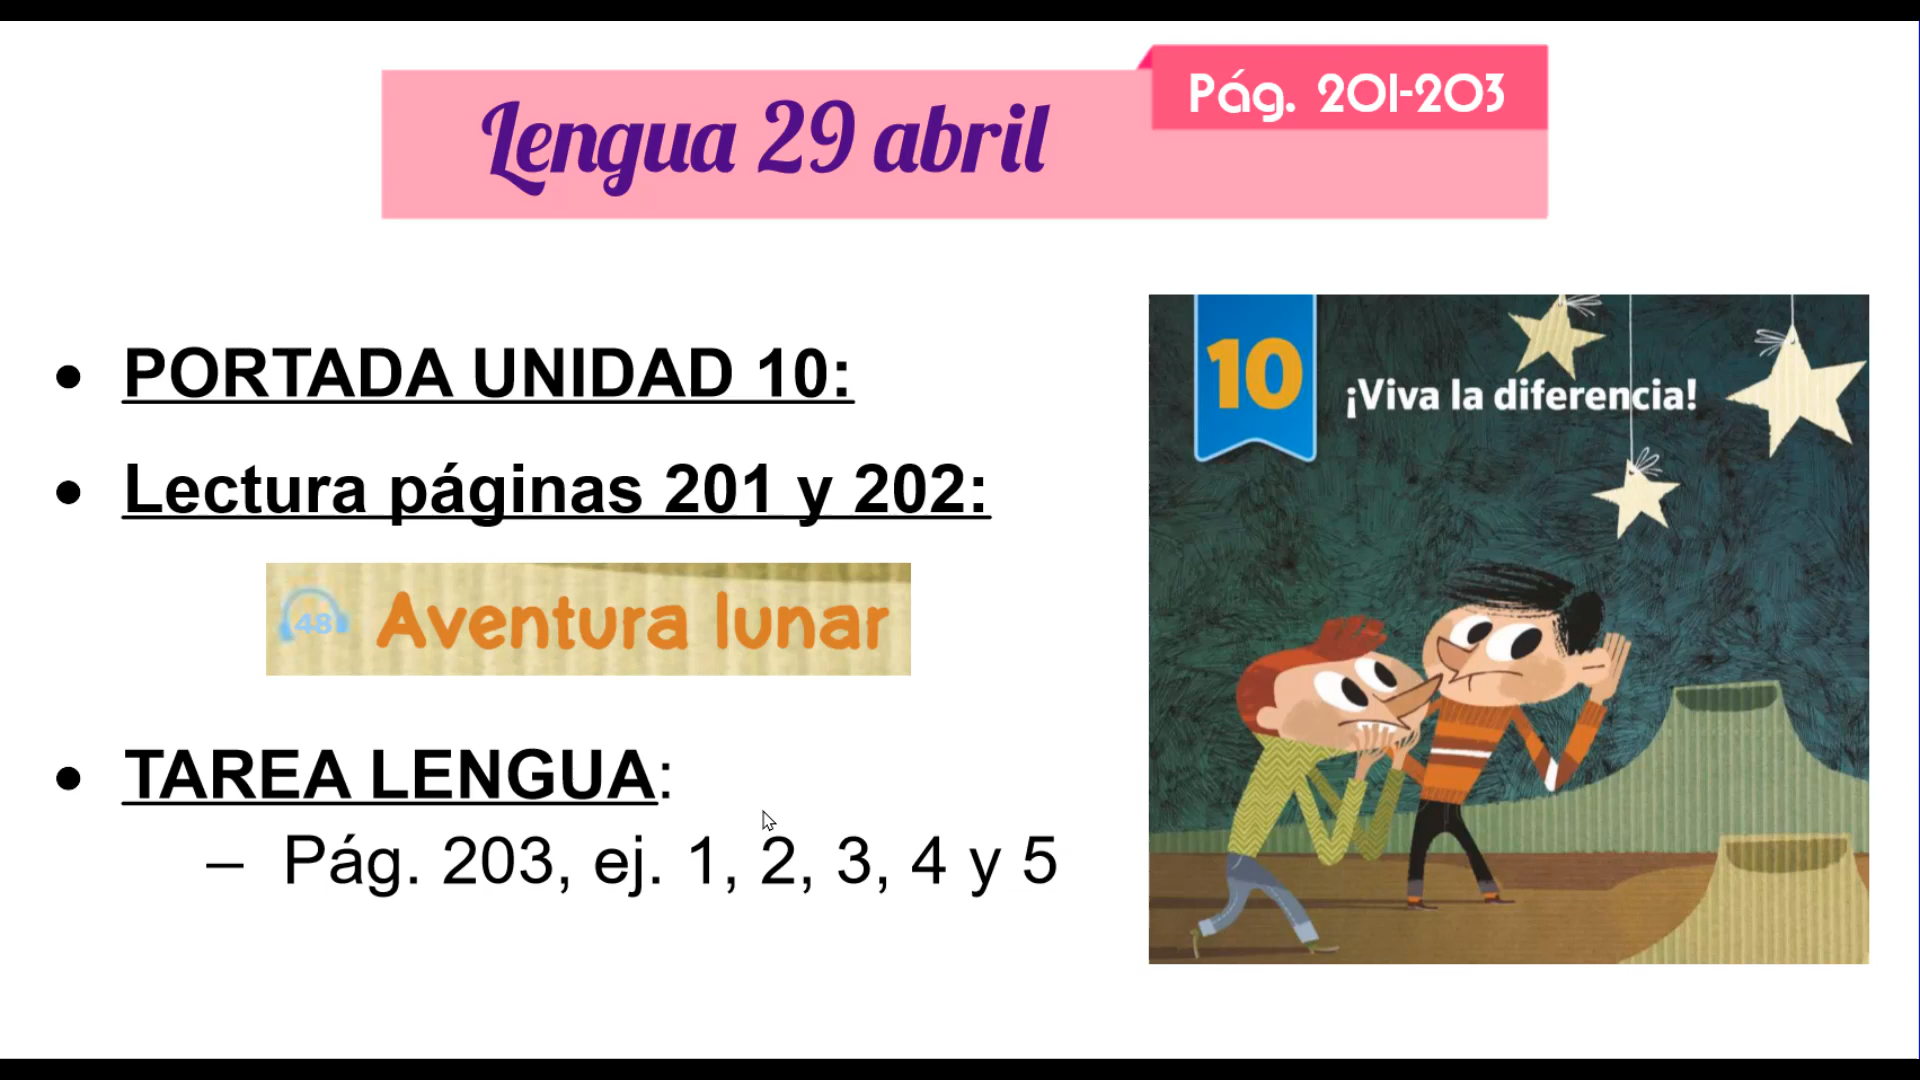 Lengua 29 abril
Pág. 201-203
PORTADA UNIDAD 10:
Lectura páginas 201 y 202:
48 Aventura lunar
TAREA LENGUA:
– Pág. 203, ej. 1, 2, 3, 4 y 5
10 ¡Viva la diferencia!